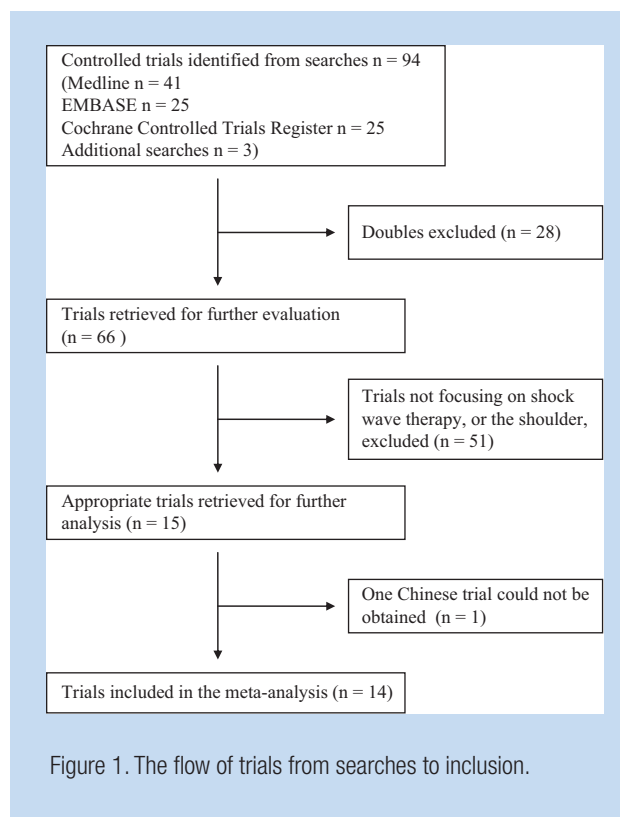 Controlled trials identified from searches n = 94
(Medline n = 41
EMBASE n = 25
Cochrane Controlled Trials Register n = 25
Additional searches n = 3)
Doubles excluded (n = 28)
Trials retrieved for further evaluation
(n = 66 )
Trials not focusing on shock
wave therapy, or the shoulder,
excluded (n = 51)
Appropriate trials retrieved for further
analysis (n = 15)
One Chinese trial could not be
obtained (n = 1)
Trials included in the meta-analysis (n = 14)
Figure 1. The flow of trials from searches to inclusion.